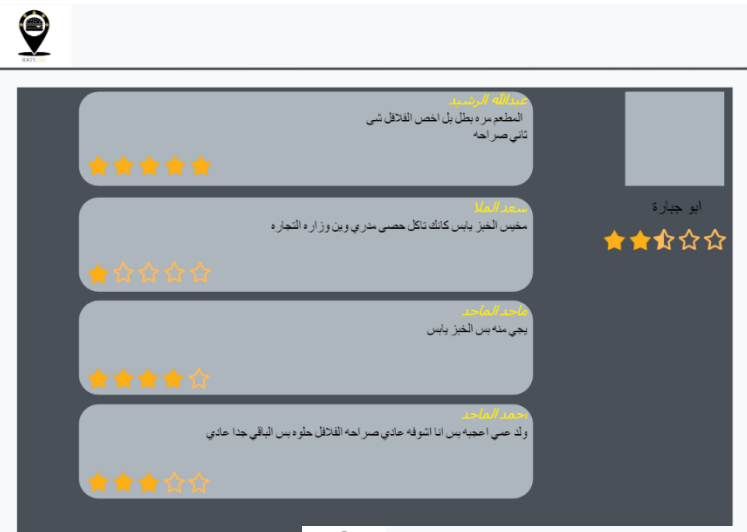 عبدالله الرشيد
المطعم مره بطل بل اخص الفلافل شى
ثاني صراحه
سعد الملا
مخيس الخبز يابس كانك تاكل حصى مدري وين وزاره التجاره
ماجد الماجد
يجي منه بس الخبز يابس
احمد الماجد
ولد عمي اعجبه بس انا اشوفه عادي صراحه الفلافل حلوه بس الباقي جدا عادي
ابو جبارة